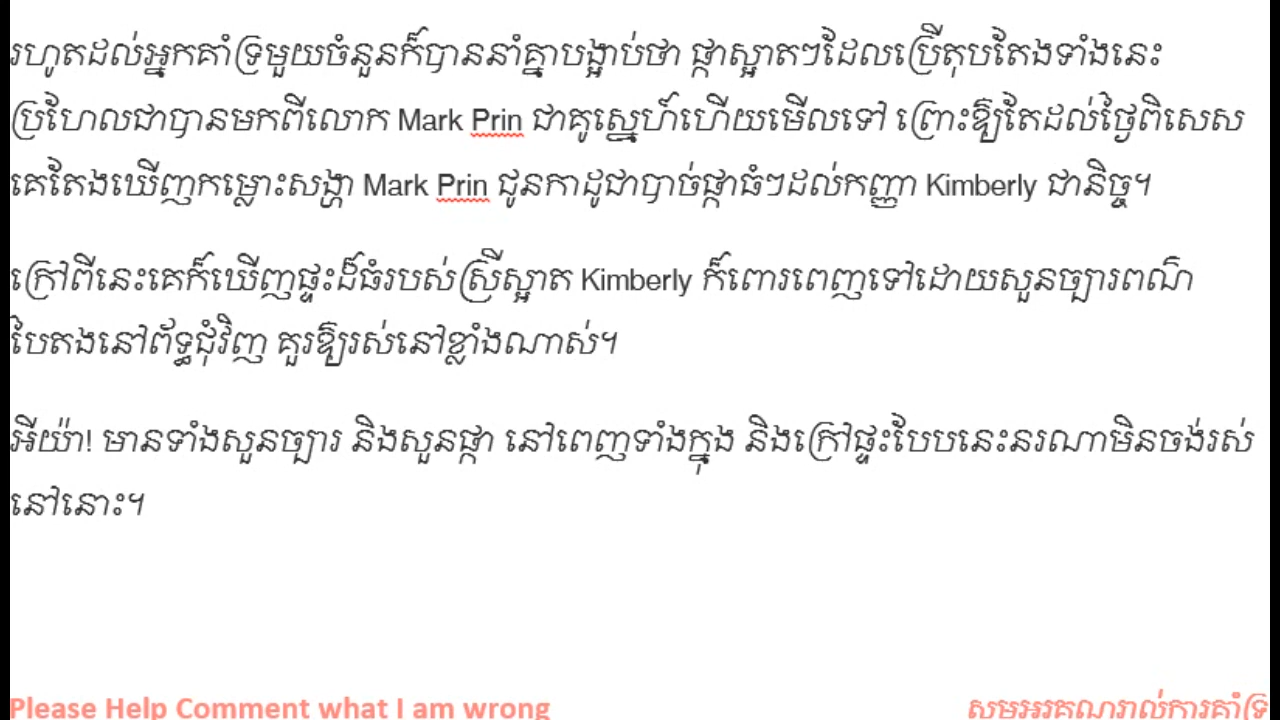 រហូតដល់អ្នកគាំទ្រមួយចំនួនក៏បាននាំគ្នាបង្អាប់ថា ផ្កាស្អាតៗដែលប្រើតុបតែងទាំងនេះ
ប្រហែលជាបានមកពីលោក Mark Prin ជាគូស្នេហ៍ហើយមើលទៅ ព្រោះឱ្យតែដល់ថ្ងៃពិសេស
គេតែងឃើញកម្លោះសង្ហា Mark Prin ជូនកាដូជាបាច់ផ្កាធំៗដល់កញ្ញា Kimberly ជានិច្ច។
ក្រៅពីនេះគេក៏ឃើញផ្ទះដ៏ធំរបស់ស្រីស្អាត Kimberly ក៏ពោរពេញទៅដោយសួនច្បារពណ៌
បៃតងនៅព័ទ្ធជុំវិញ គួរឱ្យរស់នៅខ្លាំងណាស់។
អីយ៉ា! មានទាំងសួនច្បារ និងសួនផ្កា នៅពេញទាំងក្នុង និងក្រៅផ្ទះបែបនេះនរណាមិនចង់រស់
នៅនោះ។
Please Help Comment what I am wrong
សូមអរគុណរាល់ការគាំទ្រ